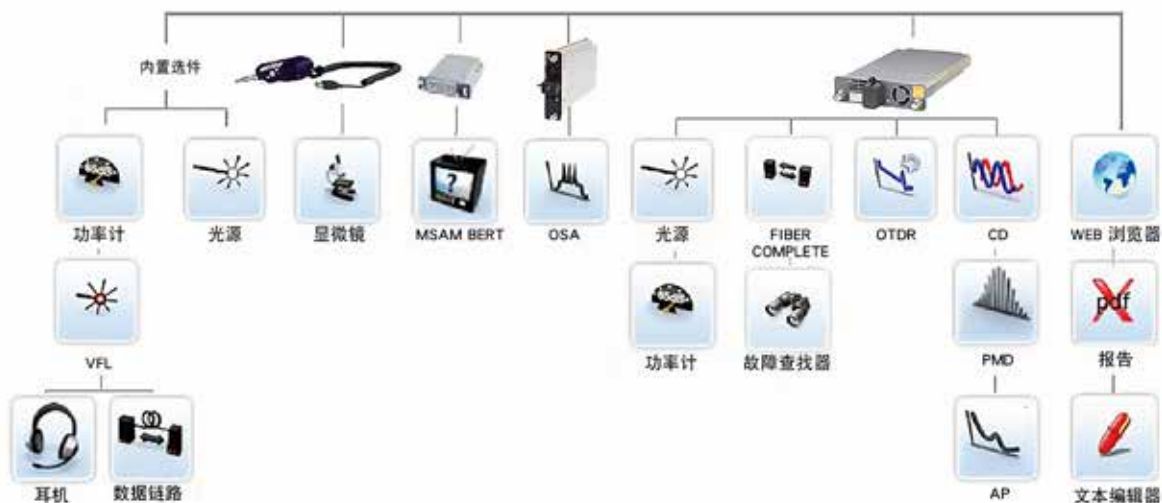 内置选件
功率计
光源
显微镜
?
MSAM BERT
OSA
光源
FIBER
COMPLETE
OTDR
CD
WEB 浏览器
VFL
功率计
故障查找器
PMD
pdf
报告
耳机
数据链路
AP
文本编辑器